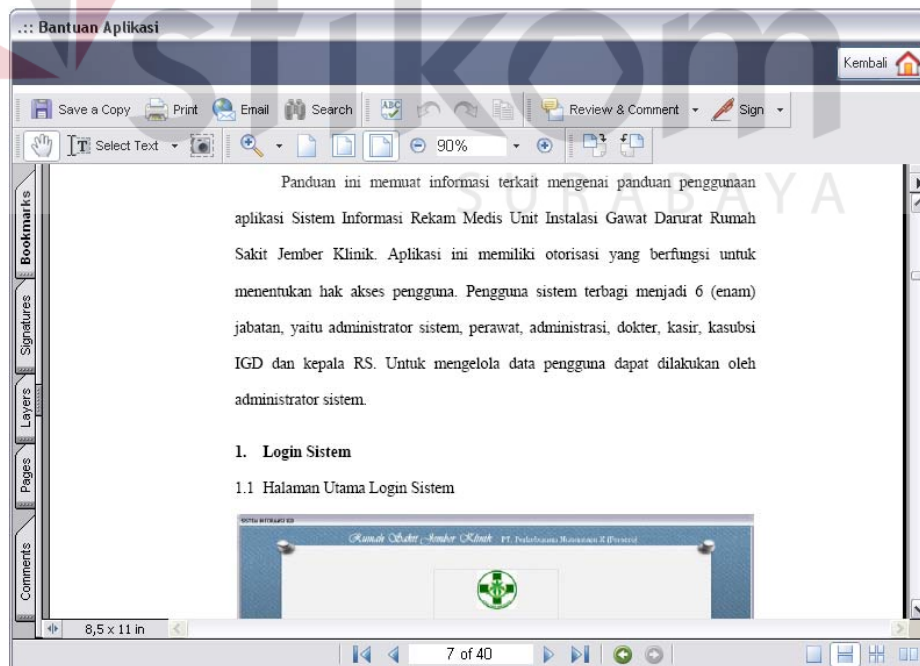 .:: Bantuan Aplikasi
stikom
SURABAYA
Kembali
Save a Copy Print Email Search Review & Comment Sign
Select Text 90%
Bookmarks
Signatures
Layers
Pages
Comments
Panduan ini memuat informasi terkait mengenai panduan penggunaan
aplikasi Sistem Informasi Rekam Medis Unit Instalasi Gawat Darurat Rumah
Sakit Jember Klinik. Aplikasi ini memiliki otorisasi yang berfungsi untuk
menentukan hak akses pengguna. Pengguna sistem terbagi menjadi 6 (enam)
jabatan, yaitu administrator sistem, perawat, administrasi, dokter, kasir, kasubsi
IGD dan kepala RS. Untuk mengelola data pengguna dapat dilakukan oleh
administrator sistem.
1. Login Sistem
1.1 Halaman Utama Login Sistem
Rumah Sakit Jember Klinik PT. Perkebunan Nusantara X (Persero)
8,5 x 11 in
7 of 40